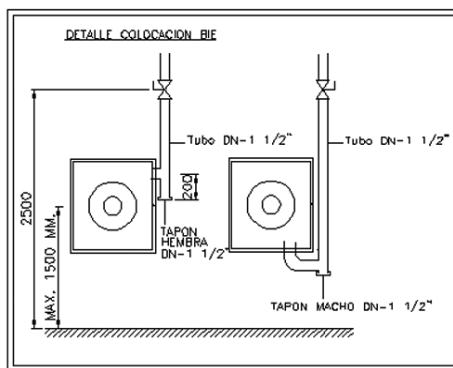 DETALLE COLOCACION BIE
Tubo DN-1 1/2"
Tubo DN-1 1/2"
200
2500
MAX. 1500 MM.
TAPON
HEMBRA
DN-1 1/2"
TAPON MACHO DN-1 1/2"